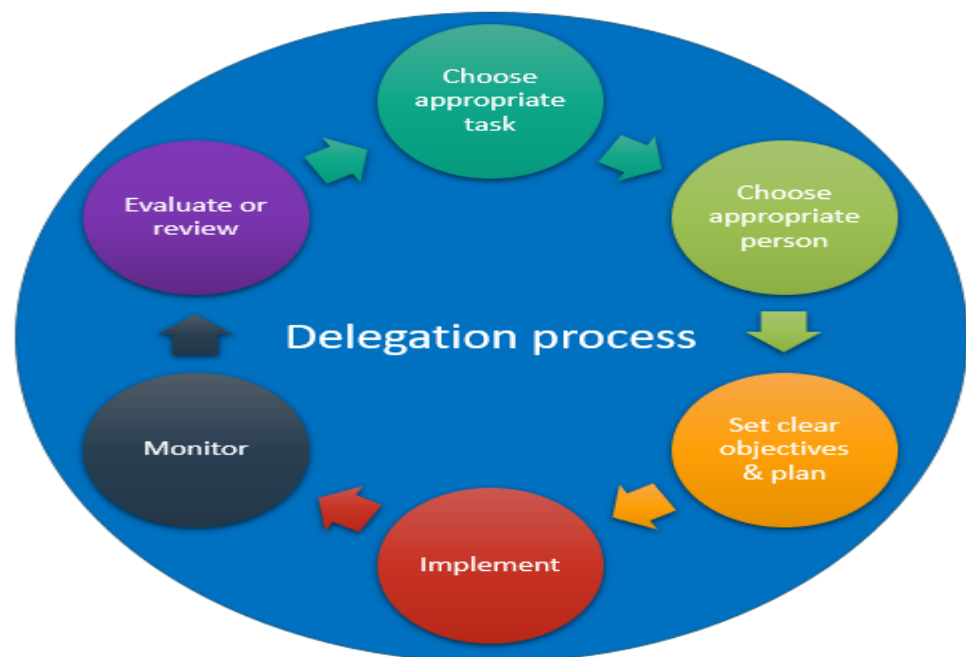 Choose
appropriate
task
Choose
appropriate
person
Set clear
objectives
& plan
Implement
Monitor
Evaluate or
review
Delegation process